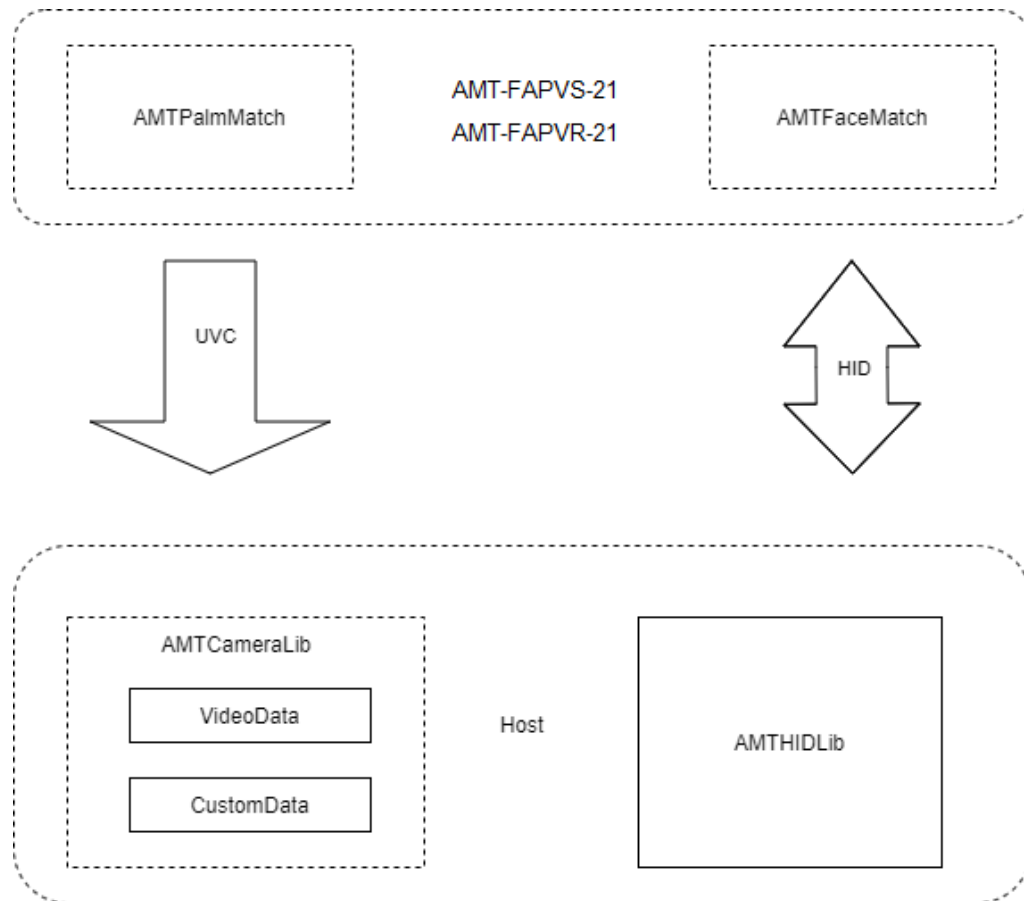 AMTPalmMatch
AMT-FAPVS-21
AMT-FAPVR-21
AMTFaceMatch
UVC
HID
AMTCameraLib
VideoData
CustomData
Host
AMTHIDLib